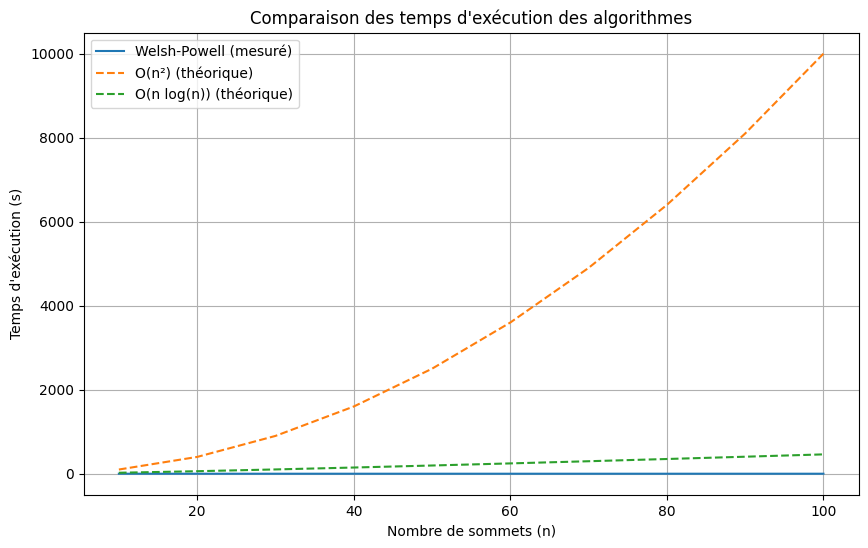 Comparaison des temps d'exécution des algorithmes
Welsh-Powell (mesuré)
O(n²) (théorique)
O(n log(n)) (théorique)
10000
8000
6000
4000
2000
0
Temps d'exécution (s)
20
40
60
80
100
Nombre de sommets (n)